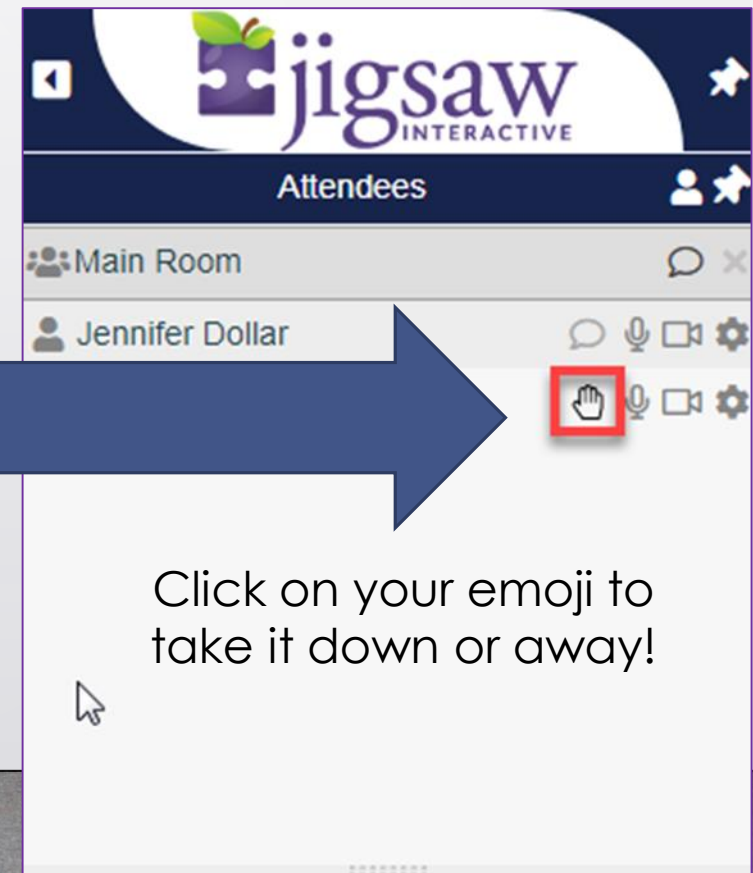 jigsaw
INTERACTIVE
Attendees
Main Room
Jennifer Dollar
Click on your emoji to
take it down or away!